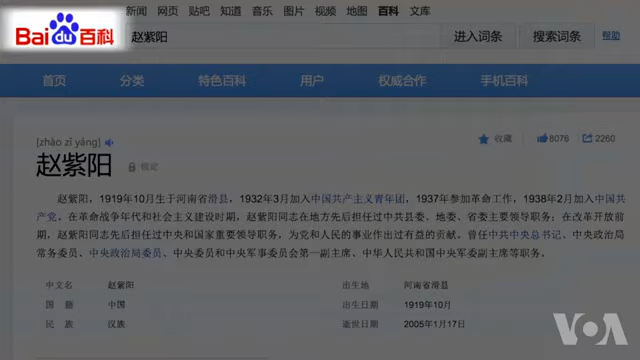 新闻 网页 贴吧 知道 音乐 图片 视频 地图 百科 文库
Baidu百科
赵紫阳 进入词条 搜索词条 帮助
首页 分类 特色百科 用户 权威合作 手机百科
[zhào zǐ yáng]
收藏 8076 2260
赵紫阳 锁定
赵紫阳，1919年10月生于河南省滑县，1932年3月加入中国共产主义青年团，1937年参加革命工作，1938年2月加入中国
共产党。在革命战争年代和社会主义建设时期，赵紫阳同志在地方先后担任过中共县委、地委、省委主要领导职务；在改革开放前
期，赵紫阳同志先后担任过中央和国家重要领导职务，为党和人民的事业作出过有益的贡献。曾任中共中央总书记、中央政治局
常务委员、中央政治局委员、中央委员和中央军事委员会第一副主席、中华人民共和国中央军委副主席等职务。
中文名 赵紫阳 出生地 河南省滑县
国籍 中国 出生日期 1919年10月
民族 汉族 逝世日期 2005年1月17日
VOA